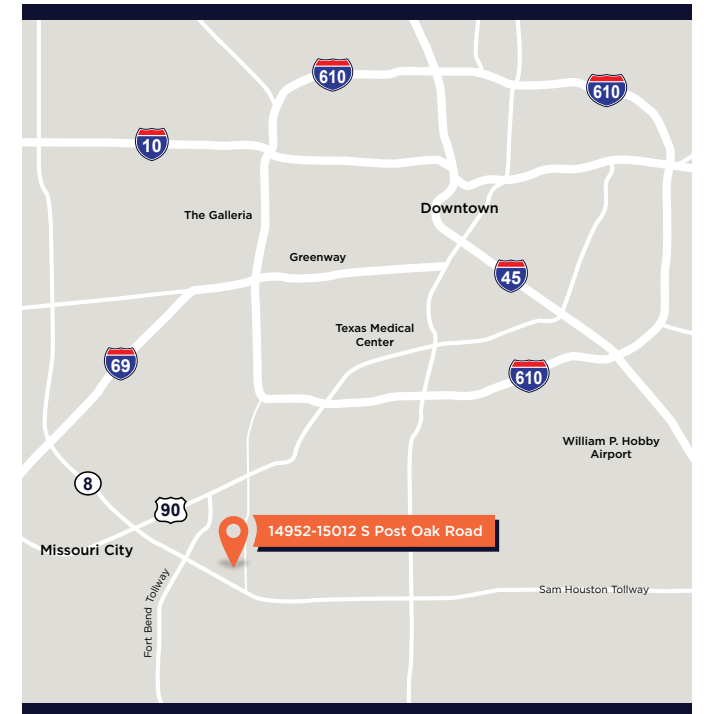 610
610
10
The Galleria
Downtown
Greenway
45
Texas Medical
Center
69
610
William P. Hobby
Airport
8
90
14952-15012 S Post Oak Road
Missouri City
Fort Bend Tollway
Sam Houston Tollway